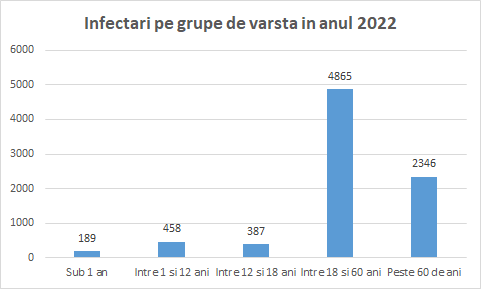 Infectari pe grupe de varsta in anul 2022
6000
5000
4000
3000
2000
1000
0
189
458
387
4865
2346
Sub 1 an
Intre 1 si 12 ani
Intre 12 si 18 ani
Intre 18 si 60 ani
Peste 60 de ani